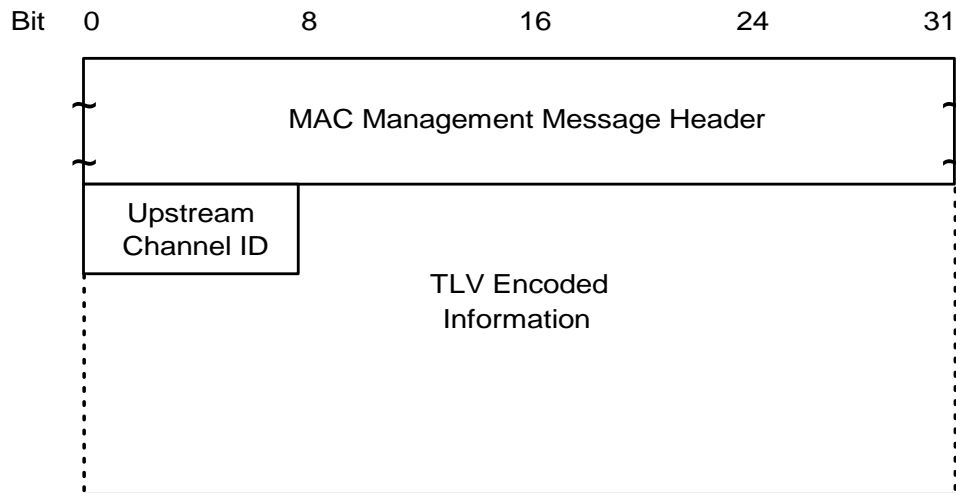 Bit 0 8 16 24 31
MAC Management Message Header
Upstream
Channel ID
TLV Encoded
Information